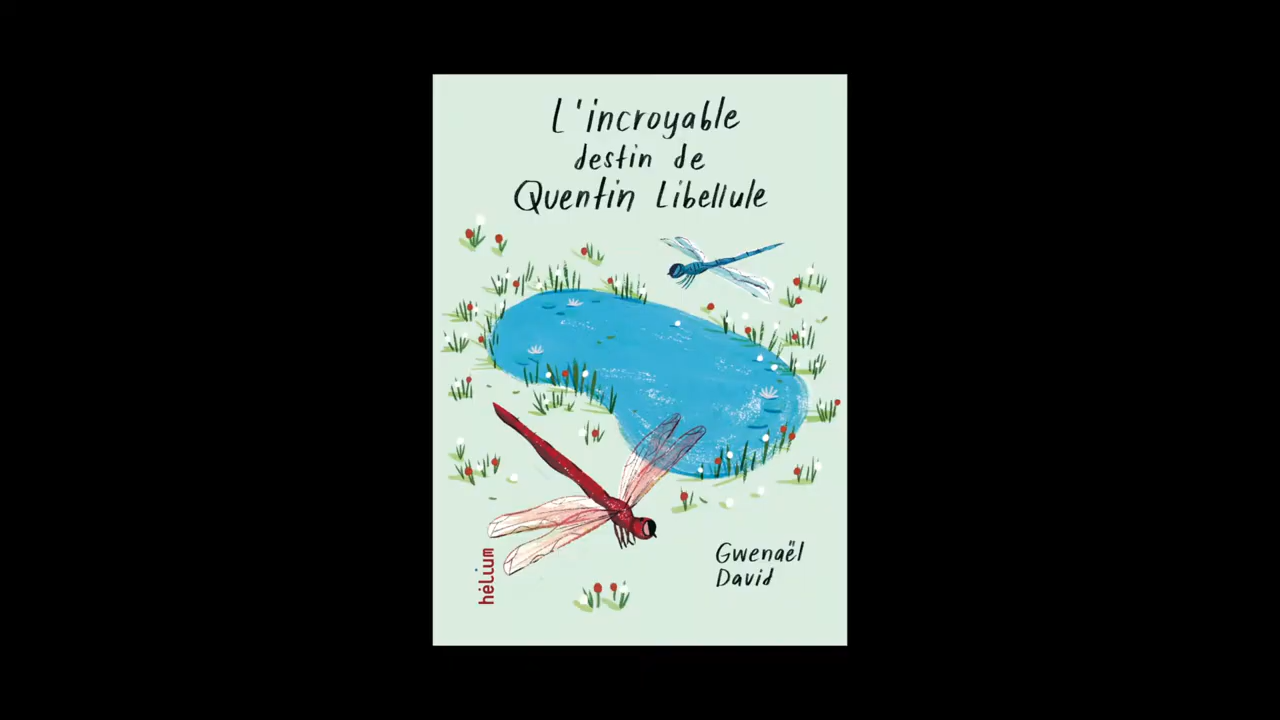 L'incroyable
destin de
Quentin Libellule
Gwenaël
David
hélium